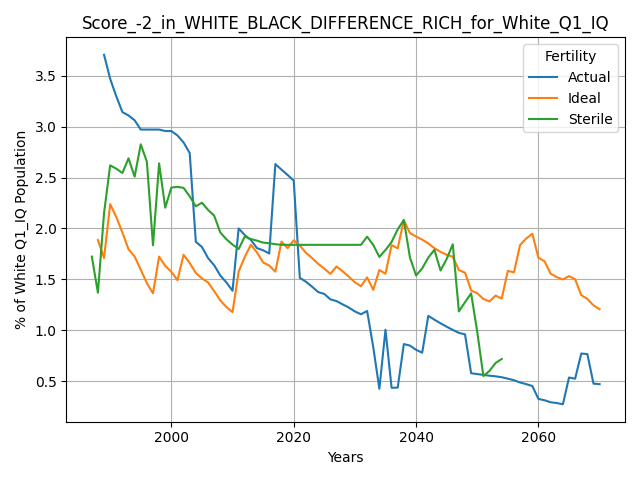 Score_-2_in_WHITE_BLACK_DIFFERENCE_RICH_for_White_Q1_IQ
Fertility
Actual
Ideal
Sterile
% of White Q1_IQ Population
3.5
3.0
2.5
2.0
1.5
1.0
0.5
2000 2020 2040 2060
Years